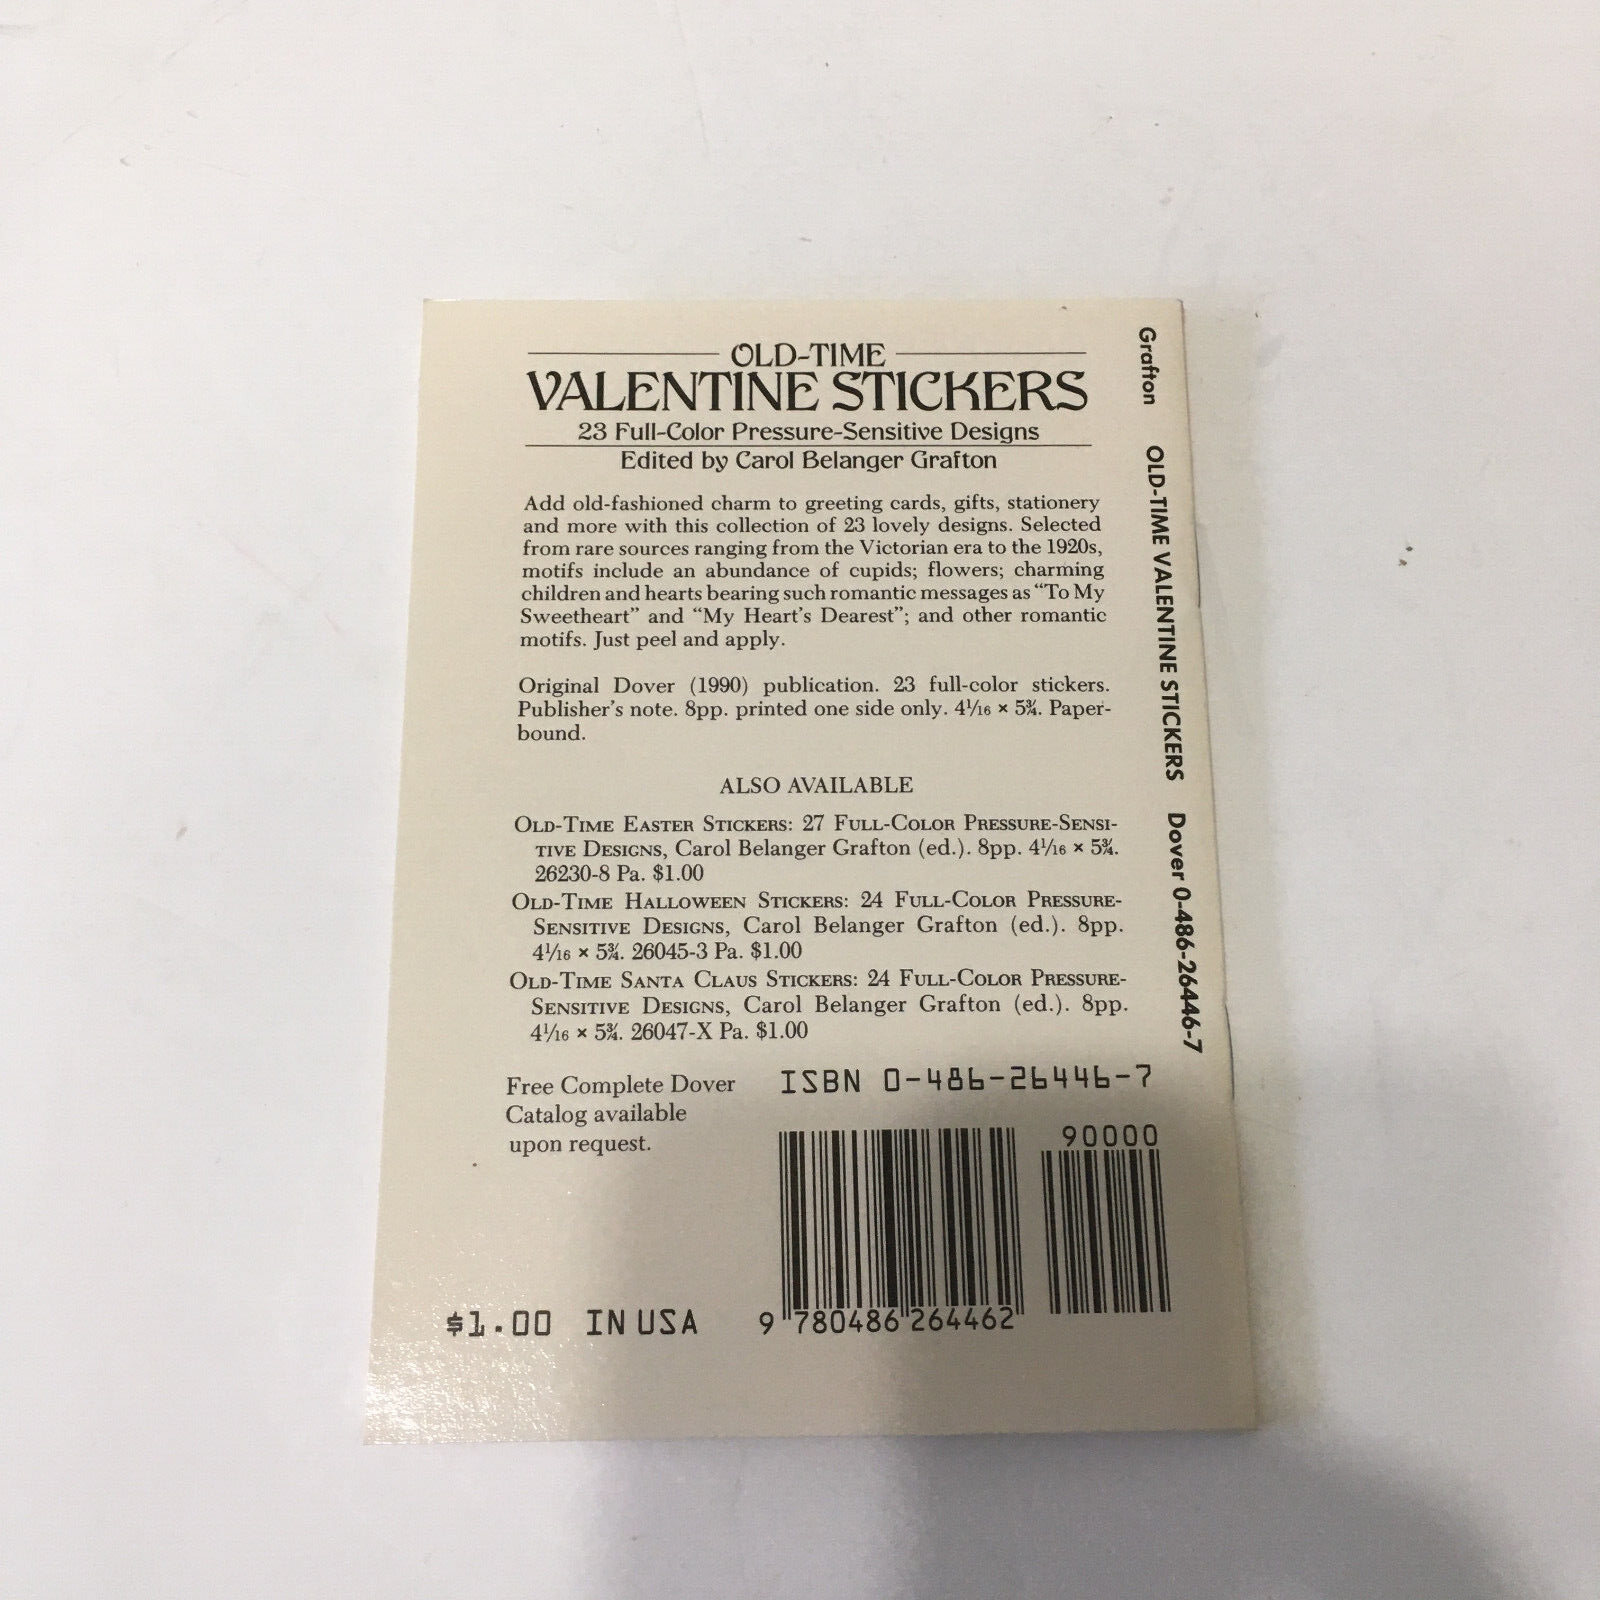 OLD-TIME
VALENTINE STICKERS
23 Full-Color Pressure-Sensitive Designs
Edited by Carol Belanger Grafton
Add old-fashioned charm to greeting cards, gifts, stationery
and more with this collection of 23 lovely designs. Selected
from rare sources ranging from the Victorian era to the 1920s,
motifs include an abundance of cupids; flowers; charming
children and hearts bearing such romantic messages as “To My
Sweetheart” and “My Heart’s Dearest”; and other romantic
motifs. Just peel and apply.
Original Dover (1990) publication. 23 full-color stickers.
Publisher’s note. 8pp. printed one side only. 4¹⁄₁₆ × 5¾. Paper-
bound.
ALSO AVAILABLE
OLD-TIME EASTER STICKERS: 27 FULL-COLOR PRESSURE-SENSI-
TIVE DESIGNS, Carol Belanger Grafton (ed.). 8pp. 4¹⁄₁₆ × 5¾.
26230-8 Pa. $1.00
OLD-TIME HALLOWEEN STICKERS: 24 FULL-COLOR PRESSURE-
SENSITIVE DESIGNS, Carol Belanger Grafton (ed.). 8pp.
4¹⁄₁₆ × 5¾. 26045-3 Pa. $1.00
OLD-TIME SANTA CLAUS STICKERS: 24 FULL-COLOR PRESSURE-
SENSITIVE DESIGNS, Carol Belanger Grafton (ed.). 8pp.
4¹⁄₁₆ × 5¾. 26047-X Pa. $1.00
Free Complete Dover
Catalog available
upon request.
$1.00 IN USA
ISBN 0-486-26446-7
90000
9 780486 264462
Grafton OLD-TIME VALENTINE STICKERS Dover 0-486-26446-7